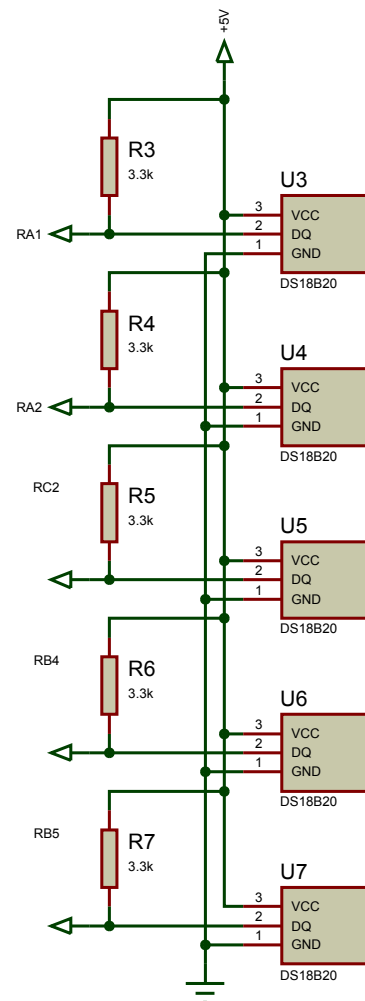 +5V
R3
3.3k
RA1
U3
3 VCC
2 DQ
1 GND
DS18B20
R4
3.3k
RA2
U4
3 VCC
2 DQ
1 GND
DS18B20
RC2
R5
3.3k
U5
3 VCC
2 DQ
1 GND
DS18B20
RB4
R6
3.3k
U6
3 VCC
2 DQ
1 GND
DS18B20
RB5
R7
3.3k
U7
3 VCC
2 DQ
1 GND
DS18B20